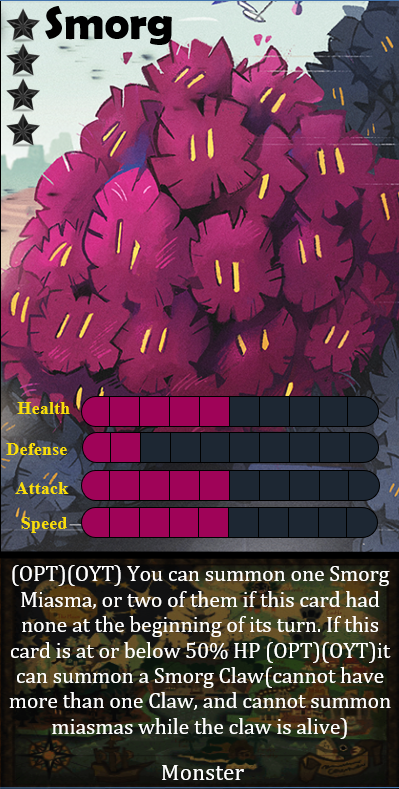 Smorg
Health
Defense
Attack
Speed
(OPT)(OYT) You can summon one Smorg
Miasma, or two of them if this card had
none at the beginning of its turn. If this
card is at or below 50% HP (OPT)(OYT)it
can summon a Smorg Claw(cannot have
more than one Claw, and cannot summon
miasmas while the claw is alive)
Monster